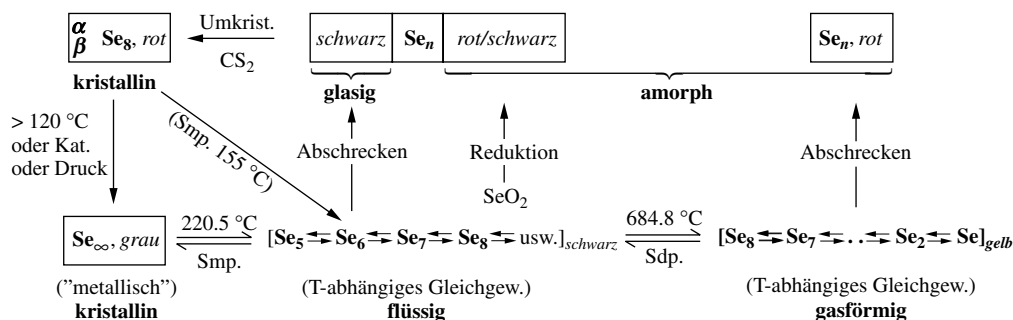 α
β Se₈, rot
kristallin
Umkrist.
CS₂
schwarz Seₙ rot/schwarz
glasig
amorph
Seₙ, rot
> 120 °C
oder Kat.
oder Druck
(Smp. 155 °C)
Abschrecken
Reduktion
SeO₂
Abschrecken
Se∞, grau
220.5 °C
Smp.
[Se₅ ⇄ Se₆ ⇄ Se₇ ⇄ Se₈ ⇄ usw.]schwarz
684.8 °C
Sdp.
[Se₈ ⇄ Se₇ ⇄ . . ⇄ Se₂ ⇄ Se]gelb
("metallisch")
kristallin
(T-abhängiges Gleichgew.)
flüssig
(T-abhängiges Gleichgew.)
gasförmig